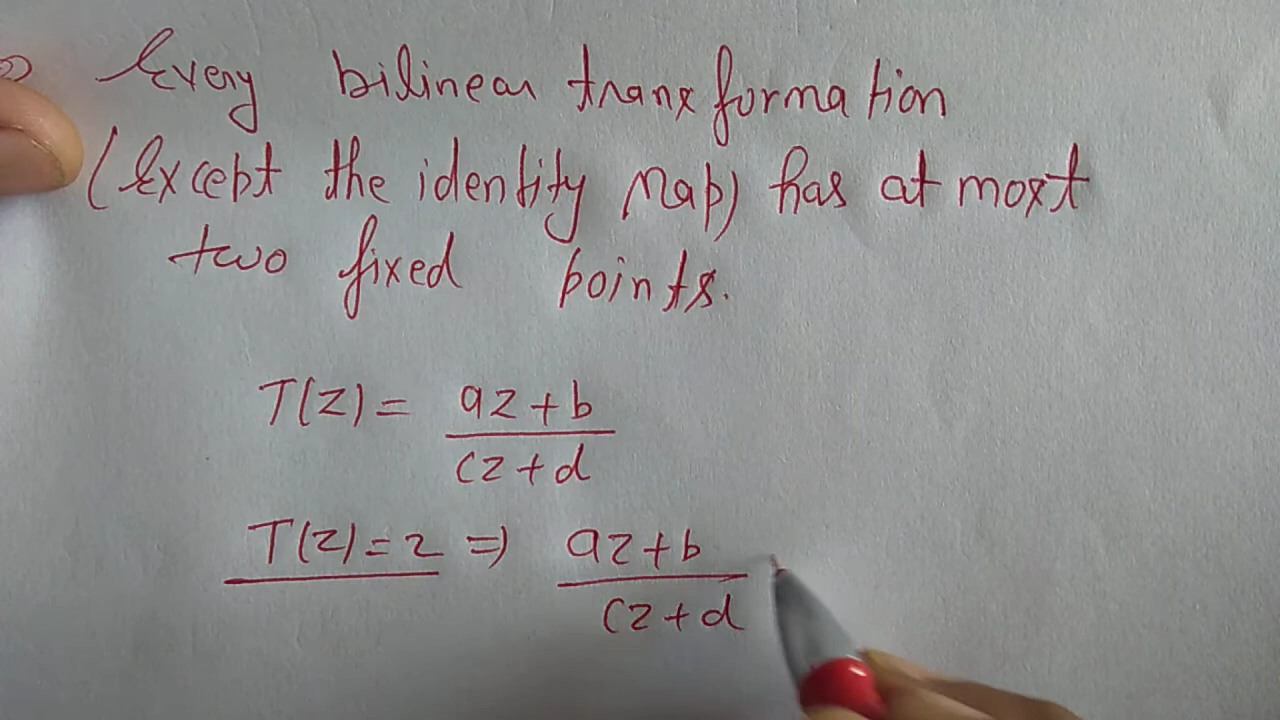 Every bilinear transformation
(Except the identity Map) has at most
two fixed points.
T(z) = az+b
cz+d
T(z) = z ⇒ az+b
cz+d